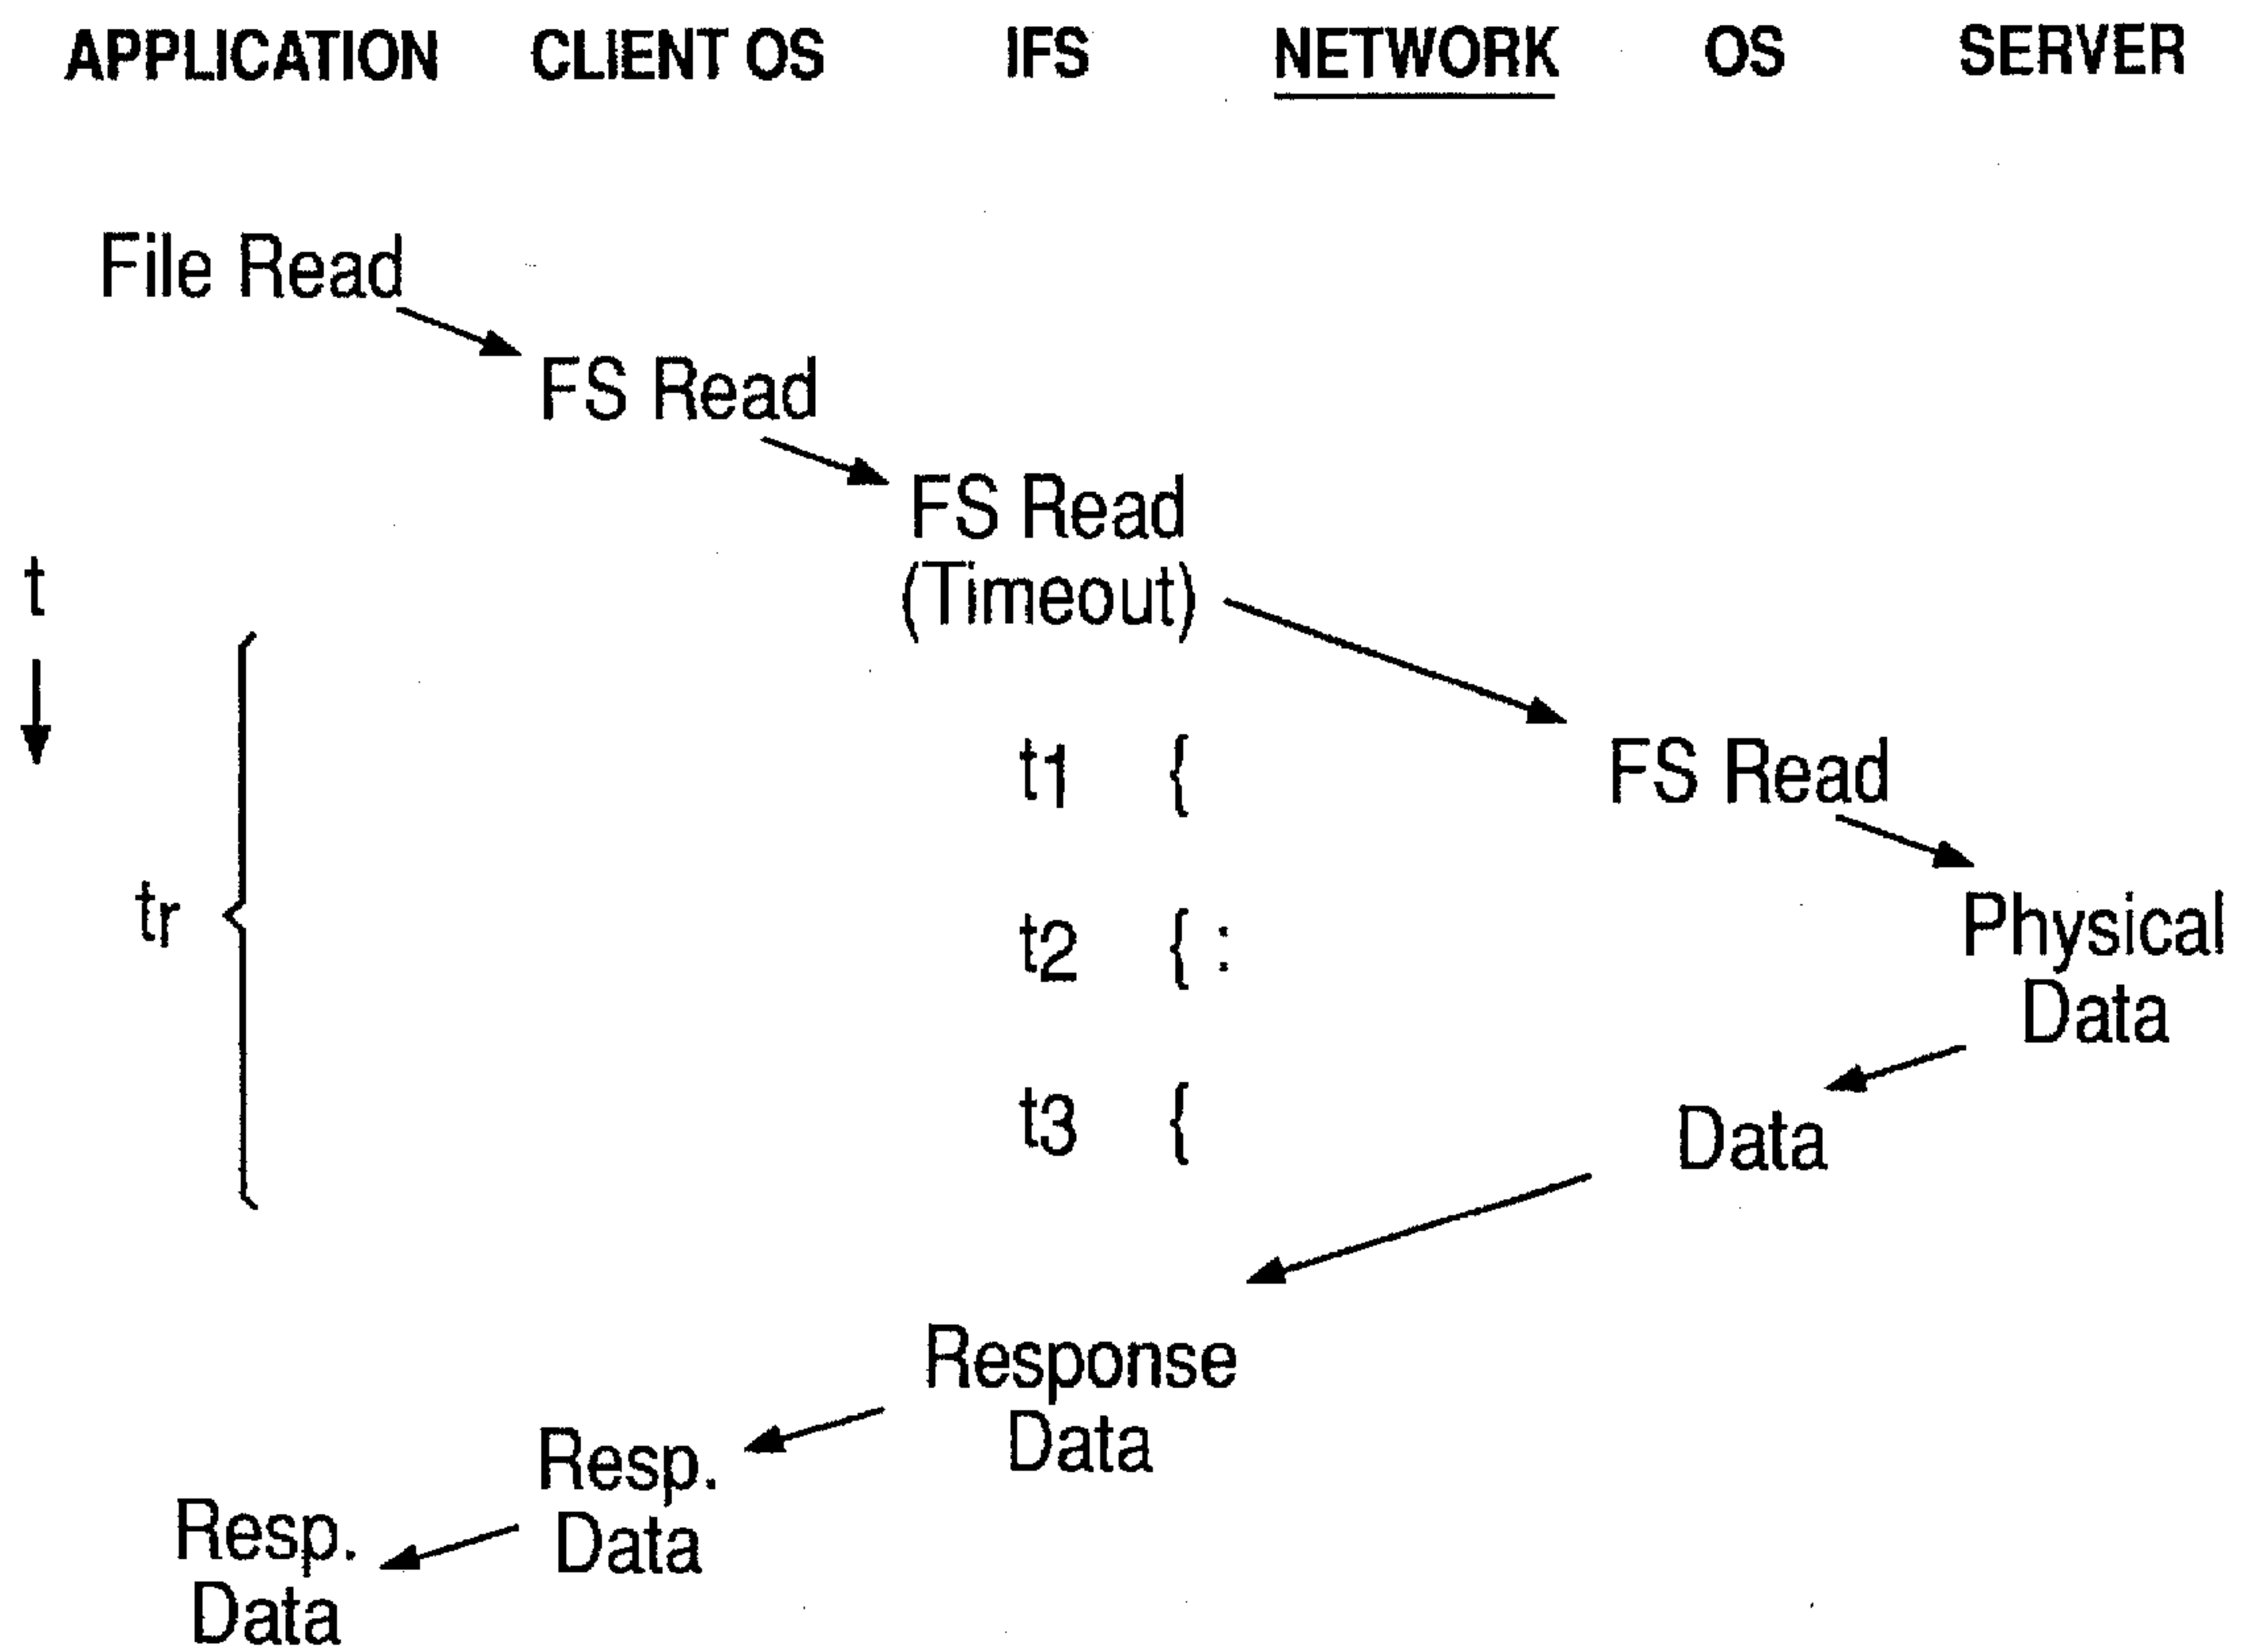 APPLICATION CLIENT OS IFS NETWORK OS SERVER
File Read
FS Read
FS Read
(Timeout)
t
t1 {
FS Read
tr
t2 { :
Physical
Data
t3 {
Data
Response
Data
Resp.
Data
Resp.
Data